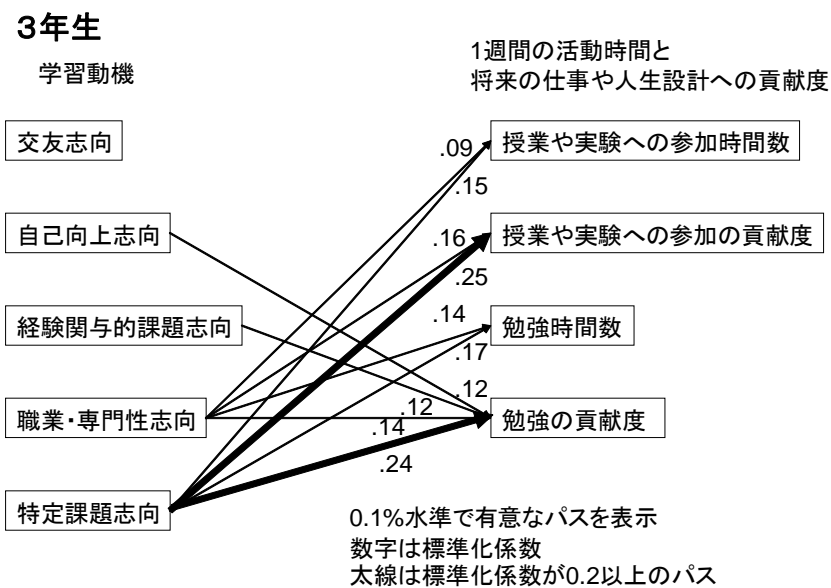 3年生
学習動機
1週間の活動時間と
将来の仕事や人生設計への貢献度
交友志向
自己向上志向
経験関与的課題志向
職業・専門性志向
特定課題志向
.09
.15
.16
.25
.14
.17
.12
.12
.14
.24
授業や実験への参加時間数
授業や実験への参加の貢献度
勉強時間数
勉強の貢献度
0.1%水準で有意なパスを表示
数字は標準化係数
太線は標準化係数が0.2以上のパス